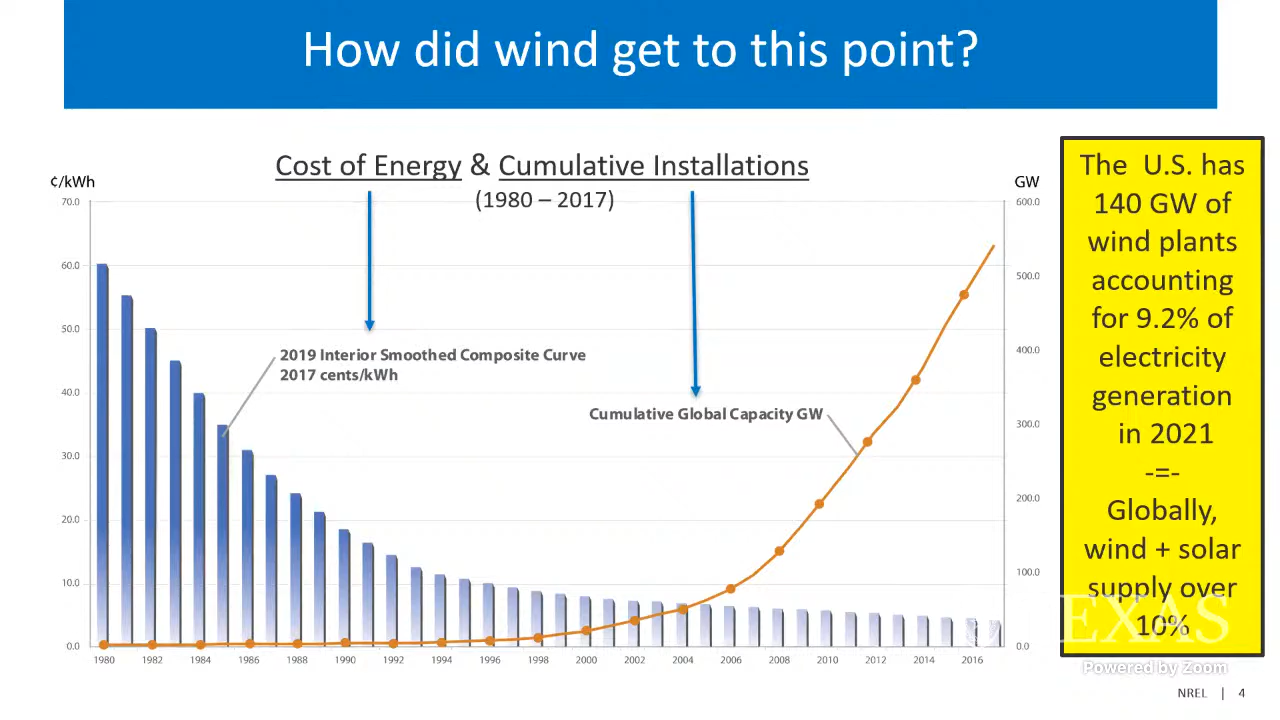 How did wind get to this point?
Cost of Energy & Cumulative Installations
(1980 – 2017)
¢/kWh
GW
70.0
60.0
50.0
40.0
30.0
20.0
10.0
0.0
600.0
500.0
400.0
300.0
200.0
100.0
0.0
2019 Interior Smoothed Composite Curve
2017 cents/kWh
Cumulative Global Capacity GW
1980 1982 1984 1986 1988 1990 1992 1994 1996 1998 2000 2002 2004 2006 2008 2010 2012 2014 2016
The U.S. has
140 GW of
wind plants
accounting
for 9.2% of
electricity
generation
in 2021
-=-
Globally,
wind + solar
supply over
10%
EXAS
Powered by Zoom
NREL | 4